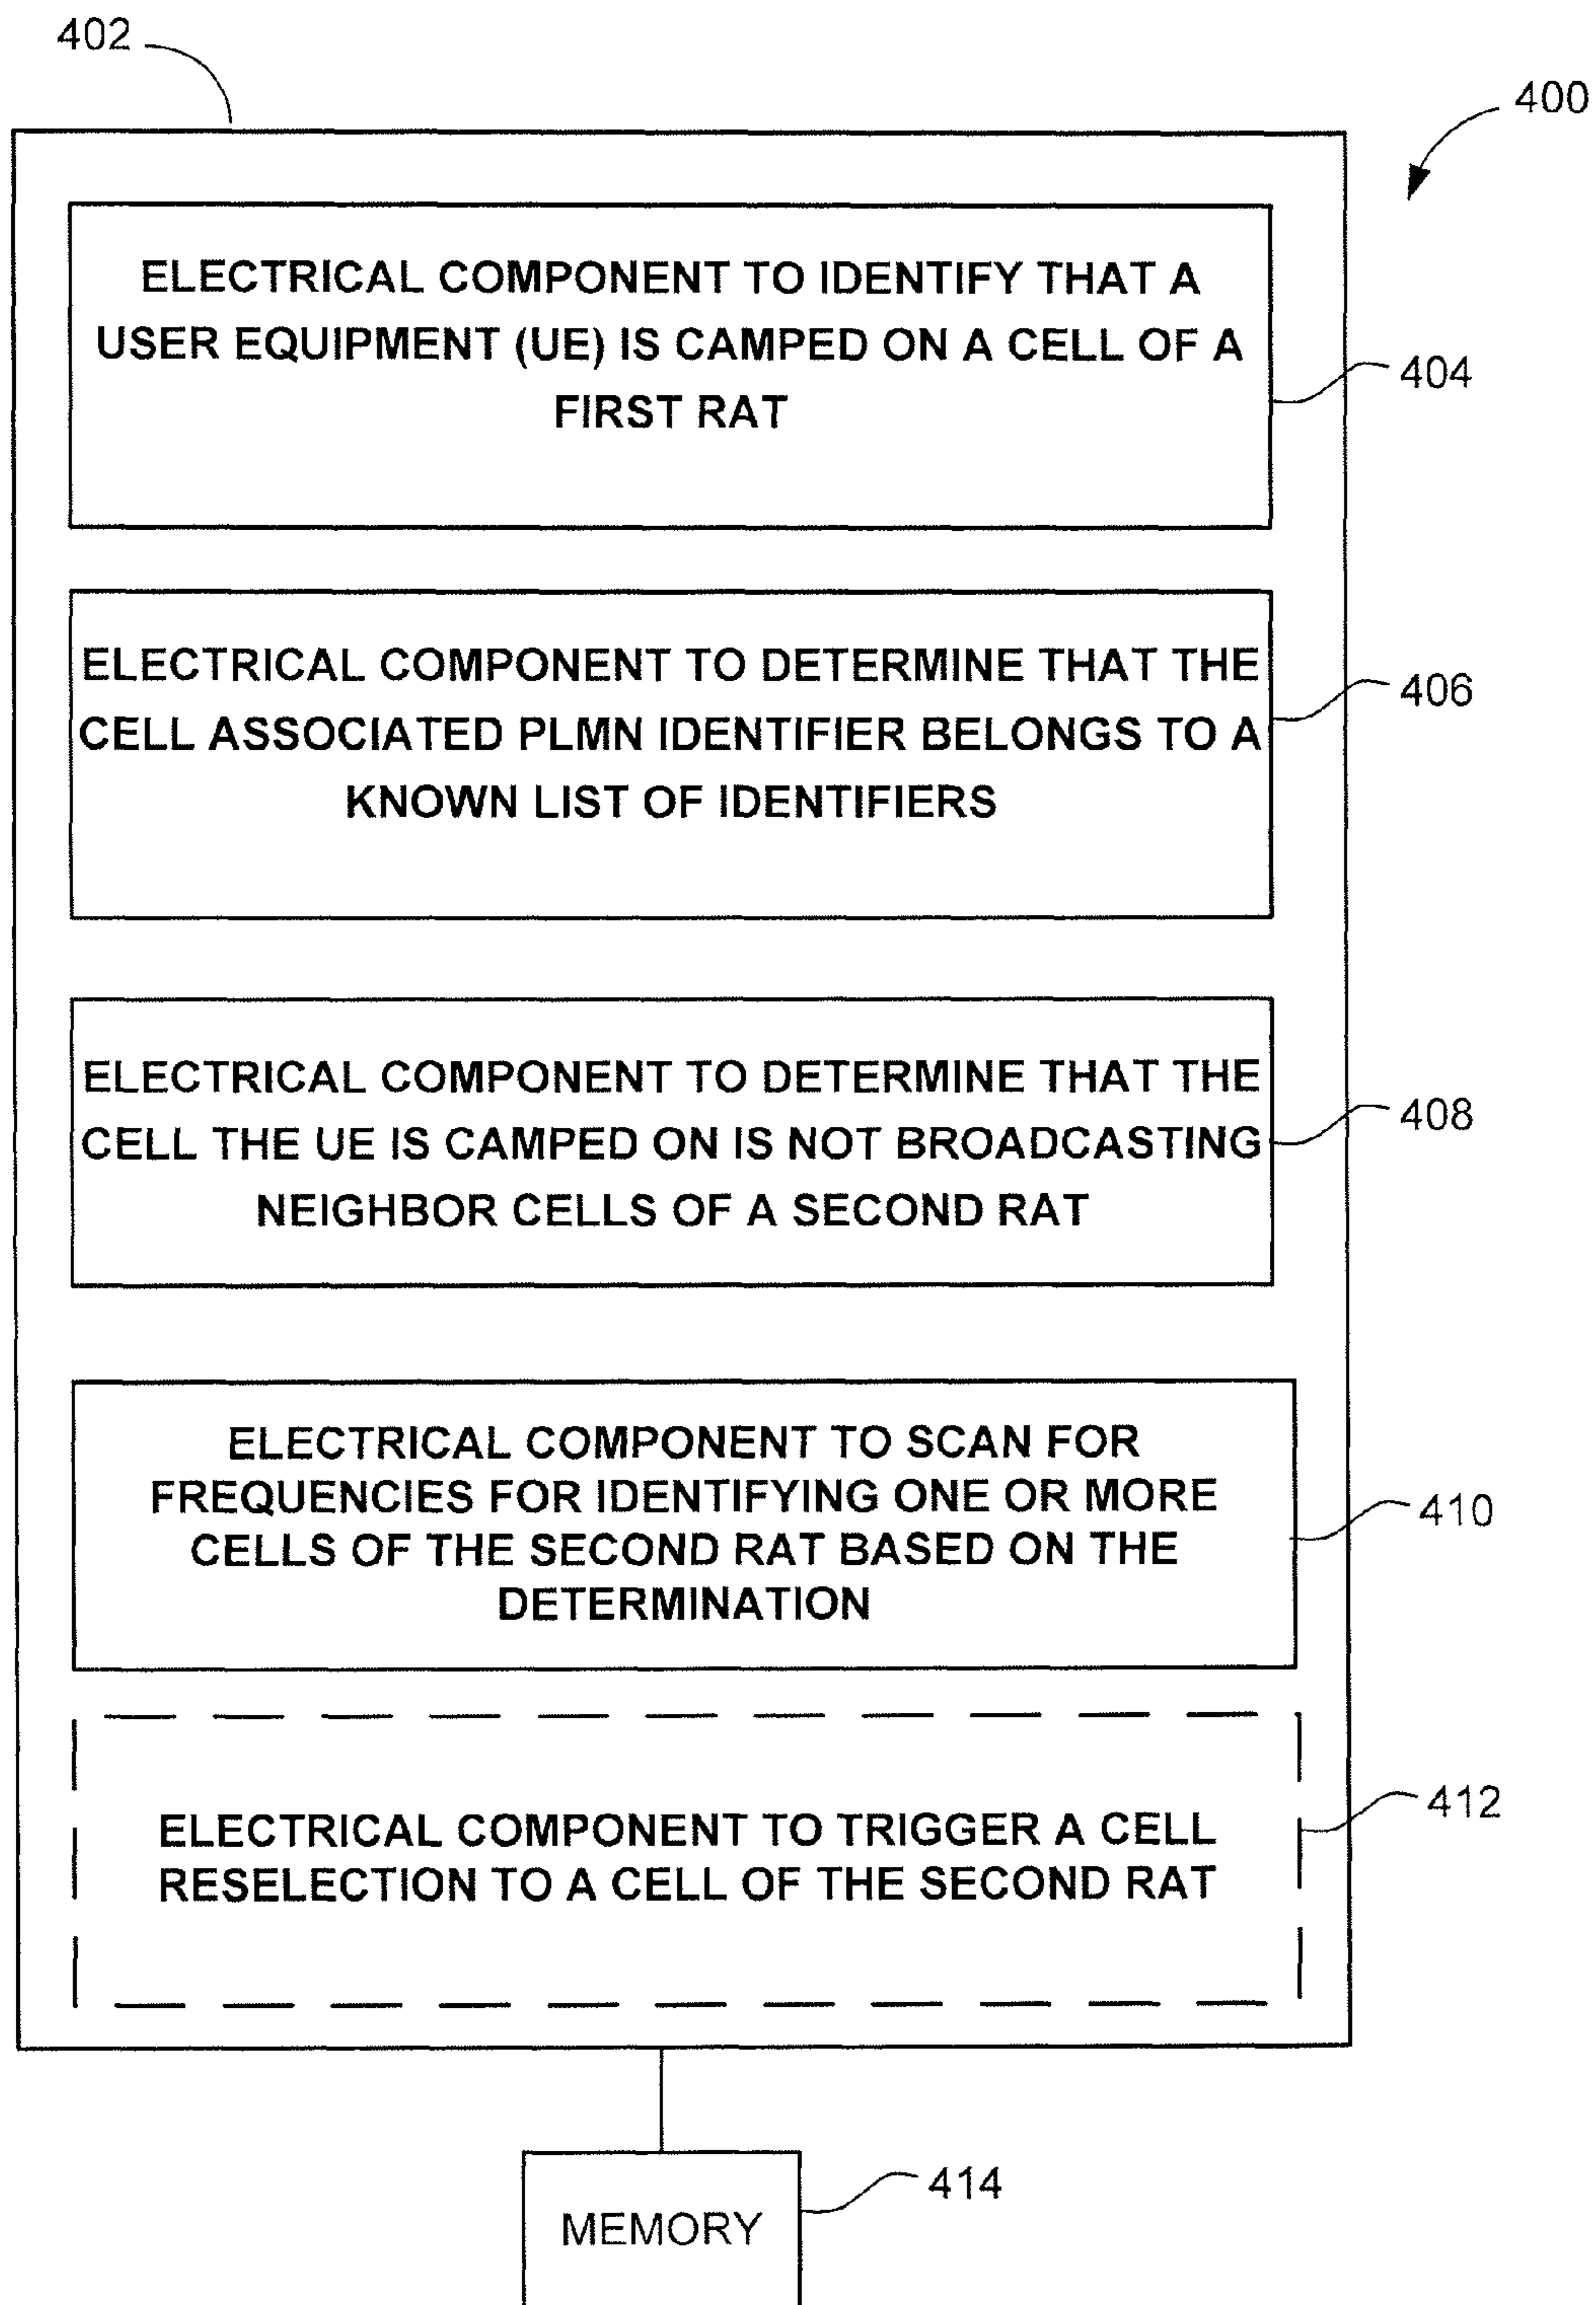 402
400
ELECTRICAL COMPONENT TO IDENTIFY THAT A
USER EQUIPMENT (UE) IS CAMPED ON A CELL OF A
FIRST RAT
404
ELECTRICAL COMPONENT TO DETERMINE THAT THE
CELL ASSOCIATED PLMN IDENTIFIER BELONGS TO A
KNOWN LIST OF IDENTIFIERS
406
ELECTRICAL COMPONENT TO DETERMINE THAT THE
CELL THE UE IS CAMPED ON IS NOT BROADCASTING
NEIGHBOR CELLS OF A SECOND RAT
408
ELECTRICAL COMPONENT TO SCAN FOR
FREQUENCIES FOR IDENTIFYING ONE OR MORE
CELLS OF THE SECOND RAT BASED ON THE
DETERMINATION
410
ELECTRICAL COMPONENT TO TRIGGER A CELL
RESELECTION TO A CELL OF THE SECOND RAT
412
MEMORY
414